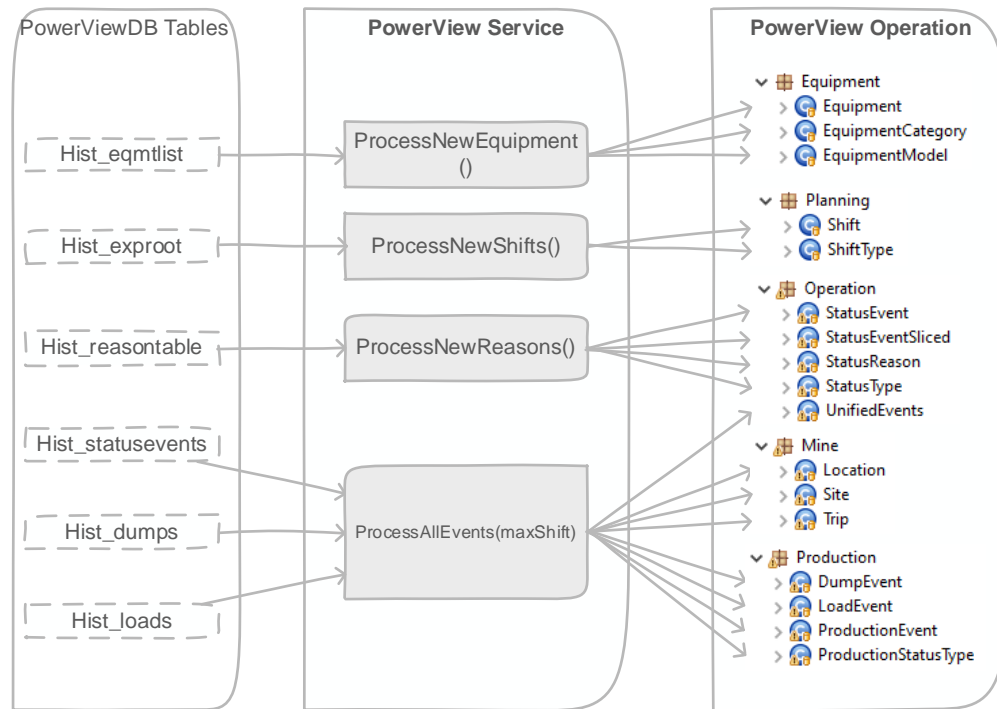 PowerViewDB Tables
Hist_eqmtlist
Hist_exproot
Hist_reasontable
Hist_statusevents
Hist_dumps
Hist_loads
PowerView Service
ProcessNewEquipment
()
ProcessNewShifts()
ProcessNewReasons()
ProcessAllEvents(maxShift)
PowerView Operation
Equipment
Equipment
EquipmentCategory
EquipmentModel
Planning
Shift
ShiftType
Operation
StatusEvent
StatusEventSliced
StatusReason
StatusType
UnifiedEvents
Mine
Location
Site
Trip
Production
DumpEvent
LoadEvent
ProductionEvent
ProductionStatusType